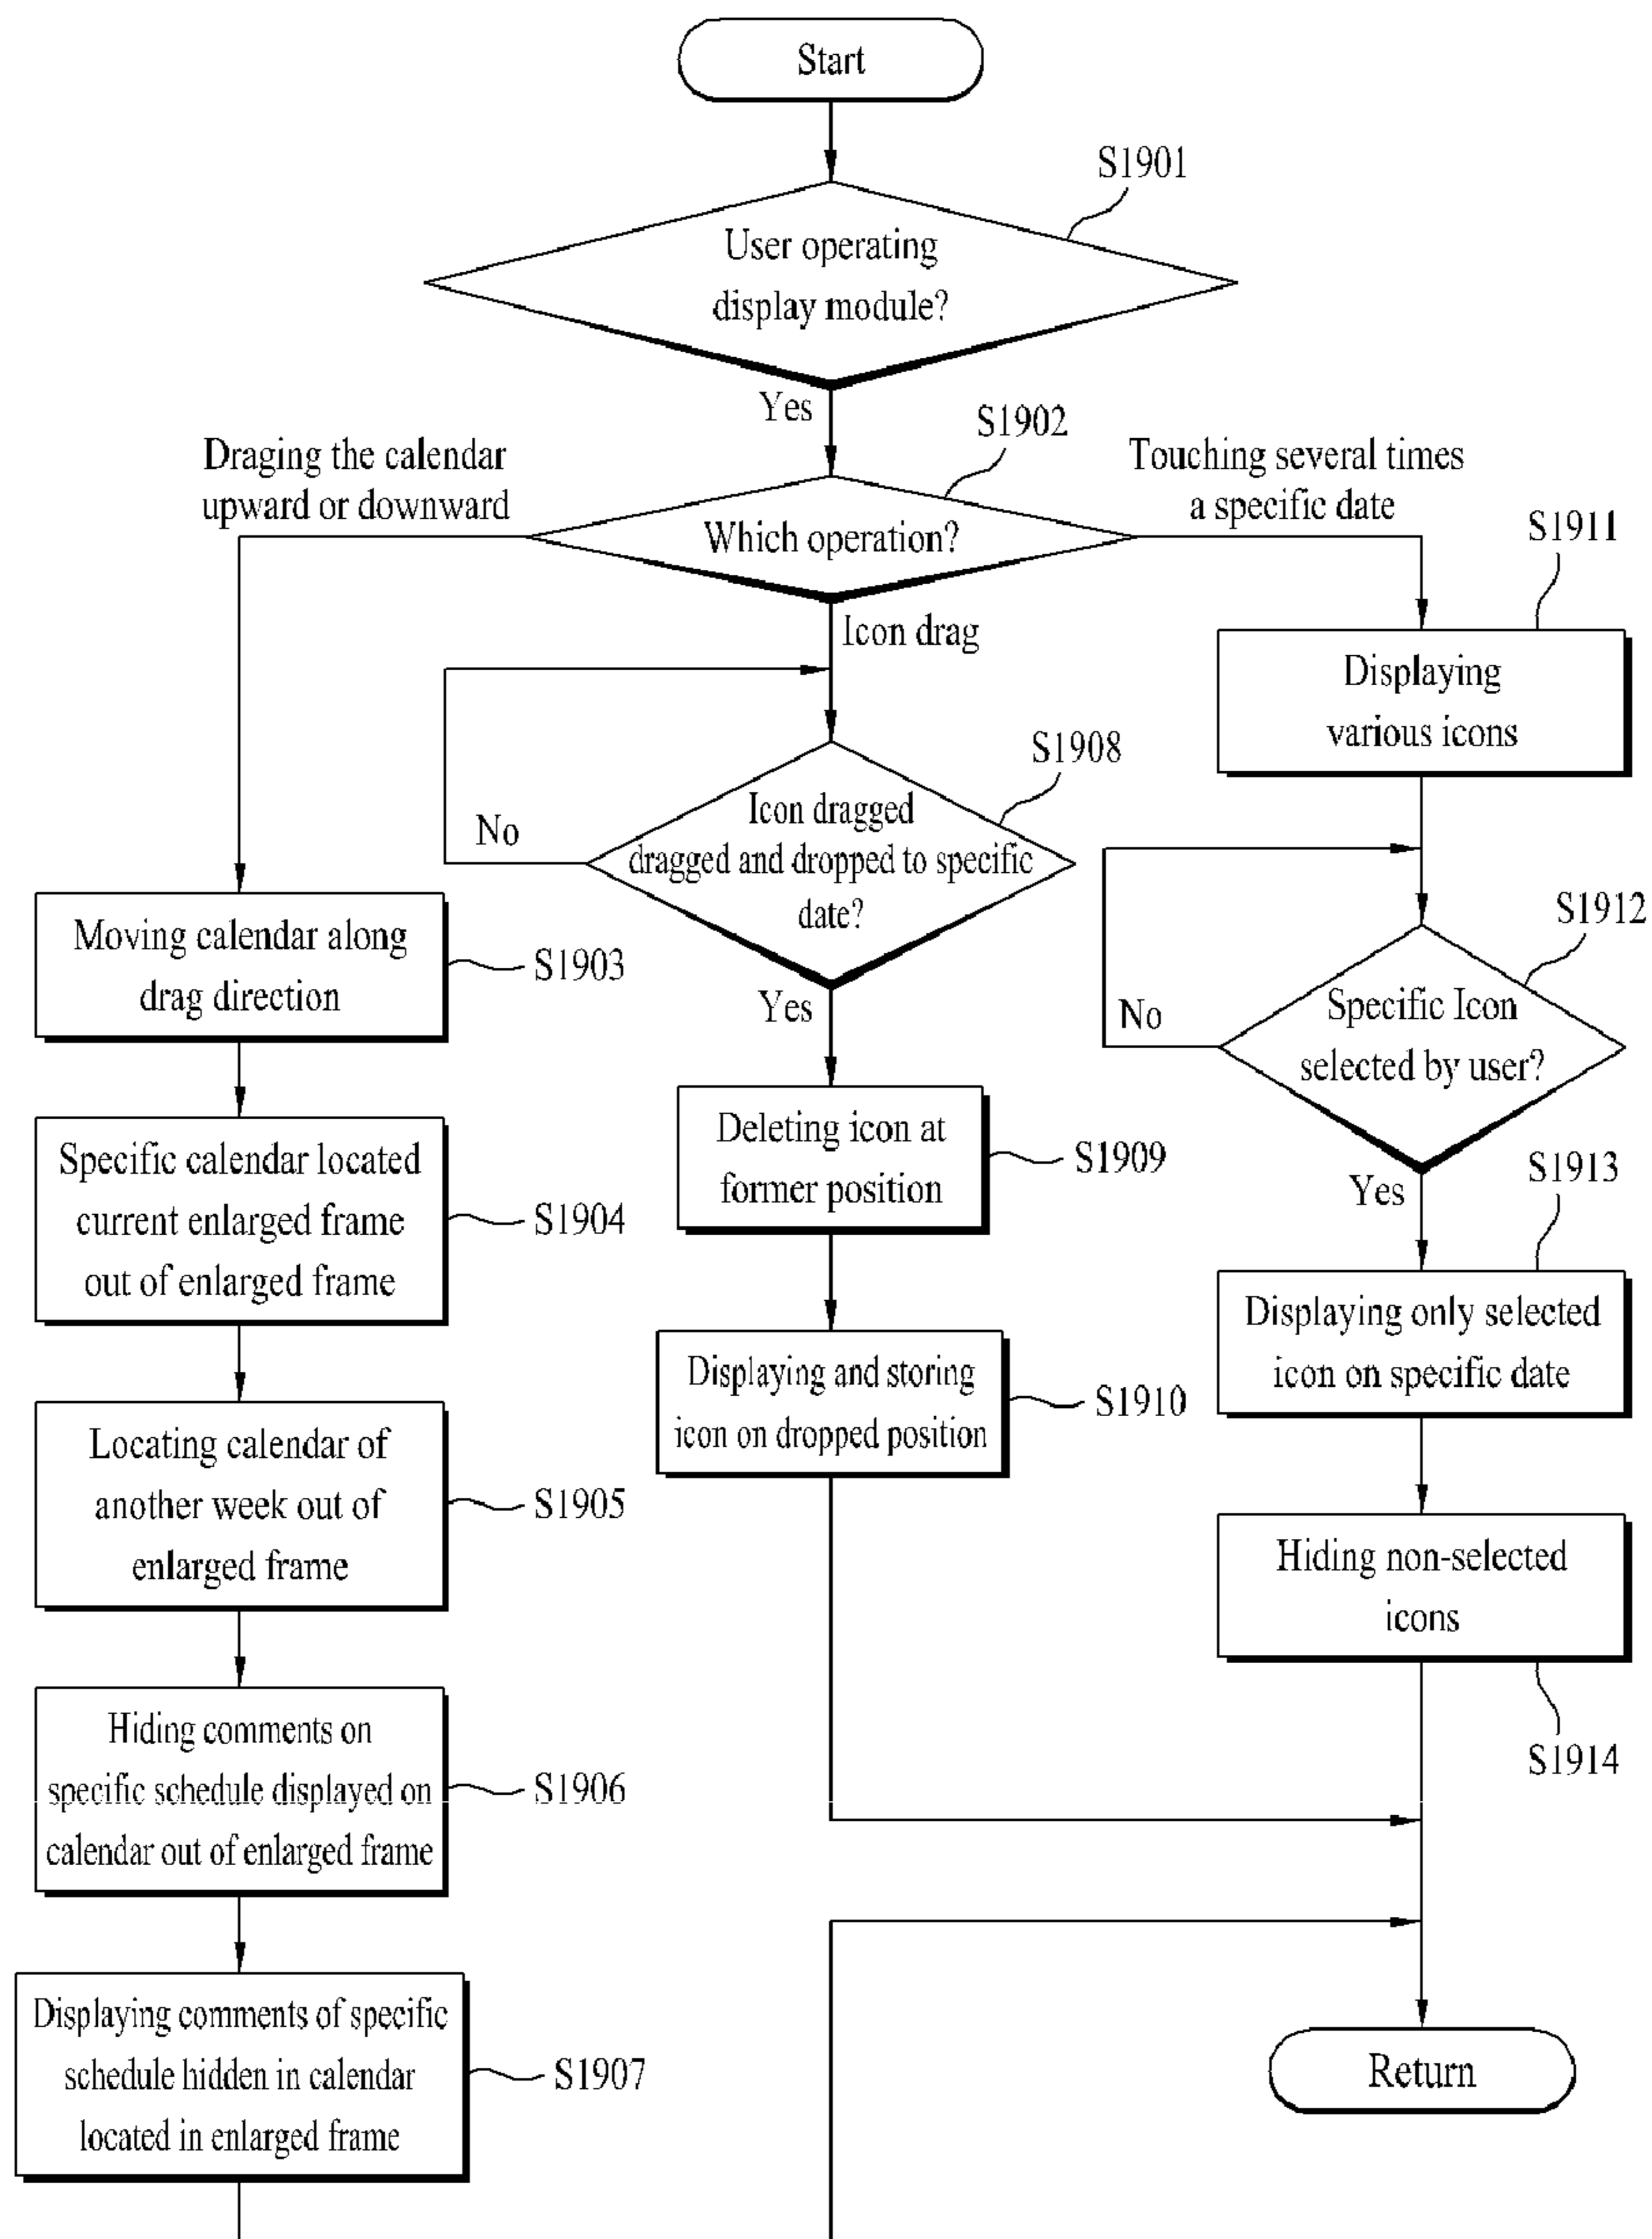 Start
S1901
User operating
display module?
Yes
S1902
Draging the calendar
upward or downward
Which operation?
Touching several times
a specific date
S1911
Icon drag
Displaying
various icons
S1908
Icon dragged
dragged and dropped to specific
date?
No
Yes
S1912
Specific Icon
selected by user?
No
Yes
Moving calendar along
drag direction
S1903
Specific calendar located
current enlarged frame
out of enlarged frame
S1904
Deleting icon at
former position
S1909
S1913
Displaying only selected
icon on specific date
Displaying and storing
icon on dropped position
S1910
Locating calendar of
another week out of
enlarged frame
S1905
Hiding non-selected
icons
S1914
Hiding comments on
specific schedule displayed on
calendar out of enlarged frame
S1906
Displaying comments of specific
schedule hidden in calendar
located in enlarged frame
S1907
Return